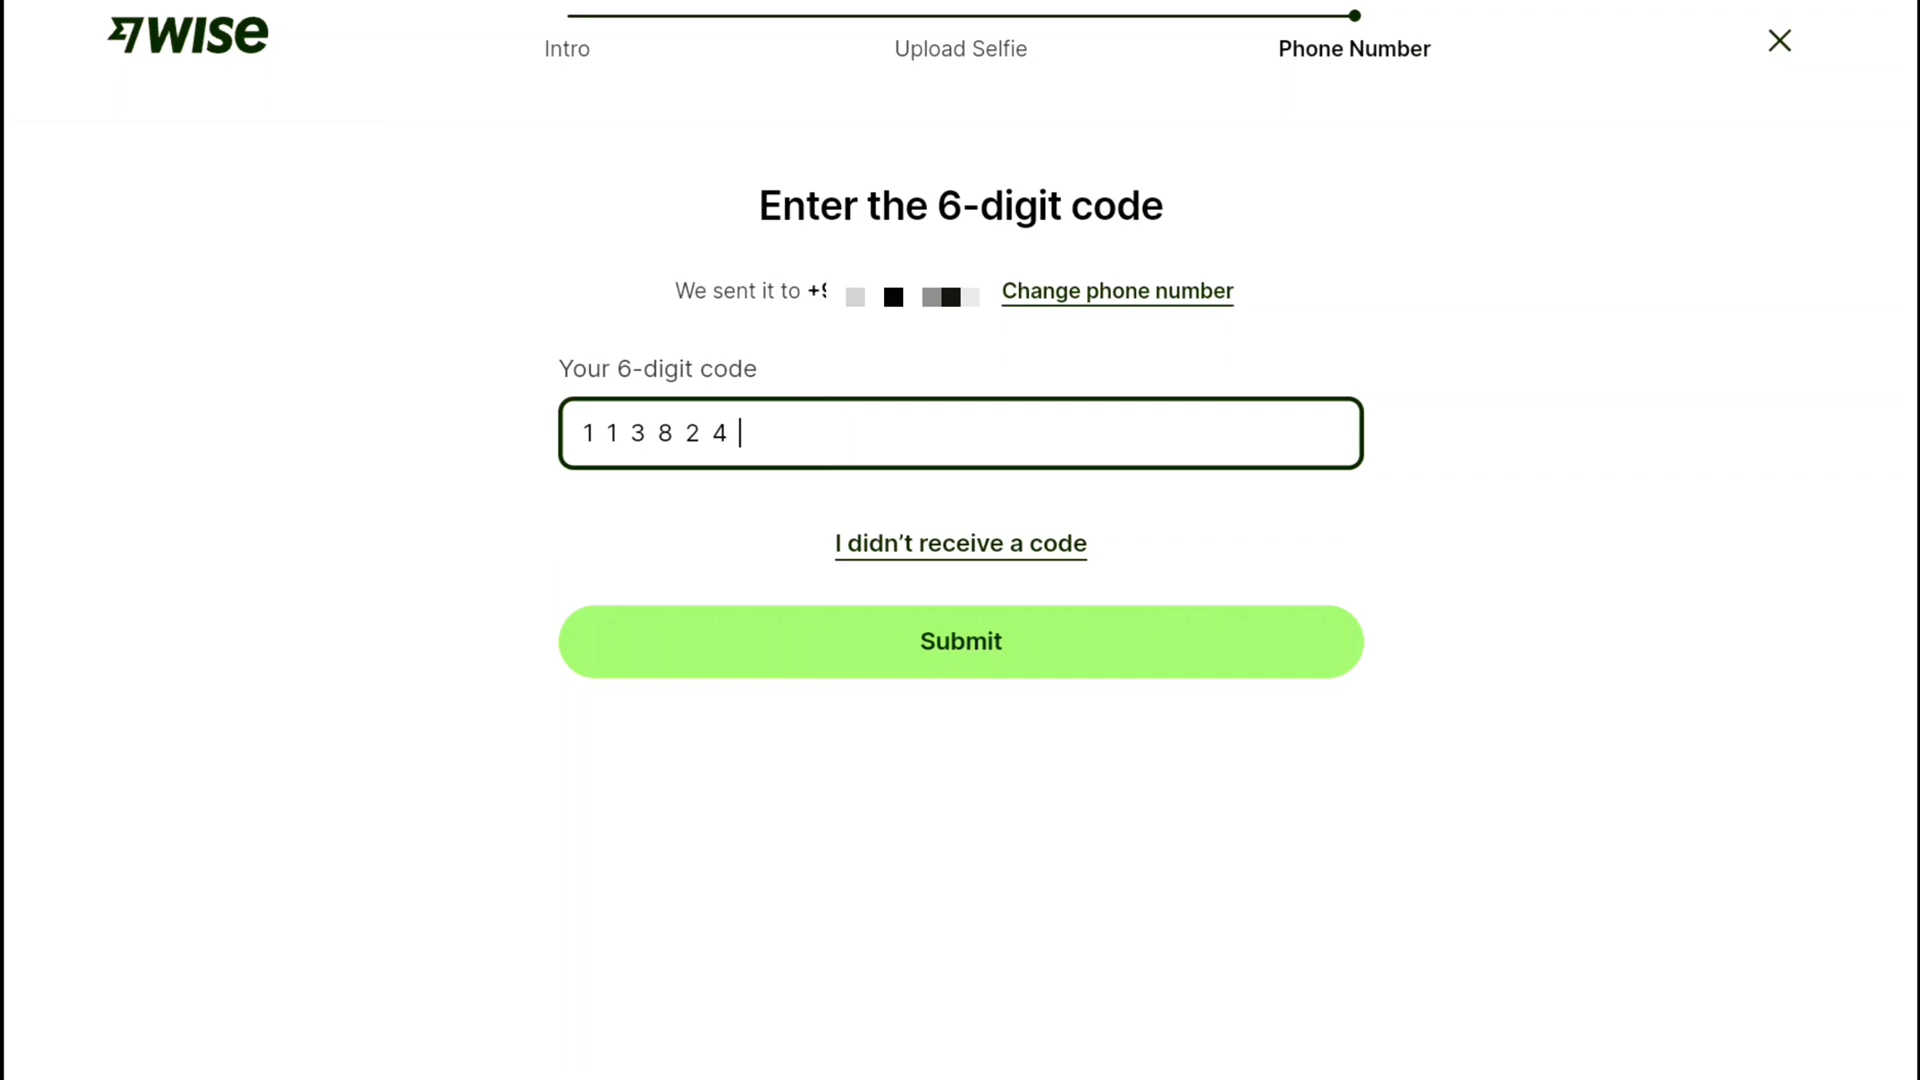 WISE
Intro
Upload Selfie
Phone Number
Enter the 6-digit code
We sent it to Change phone number
Your 6-digit code
1 1 3 8 2 4
I didn’t receive a code
Submit